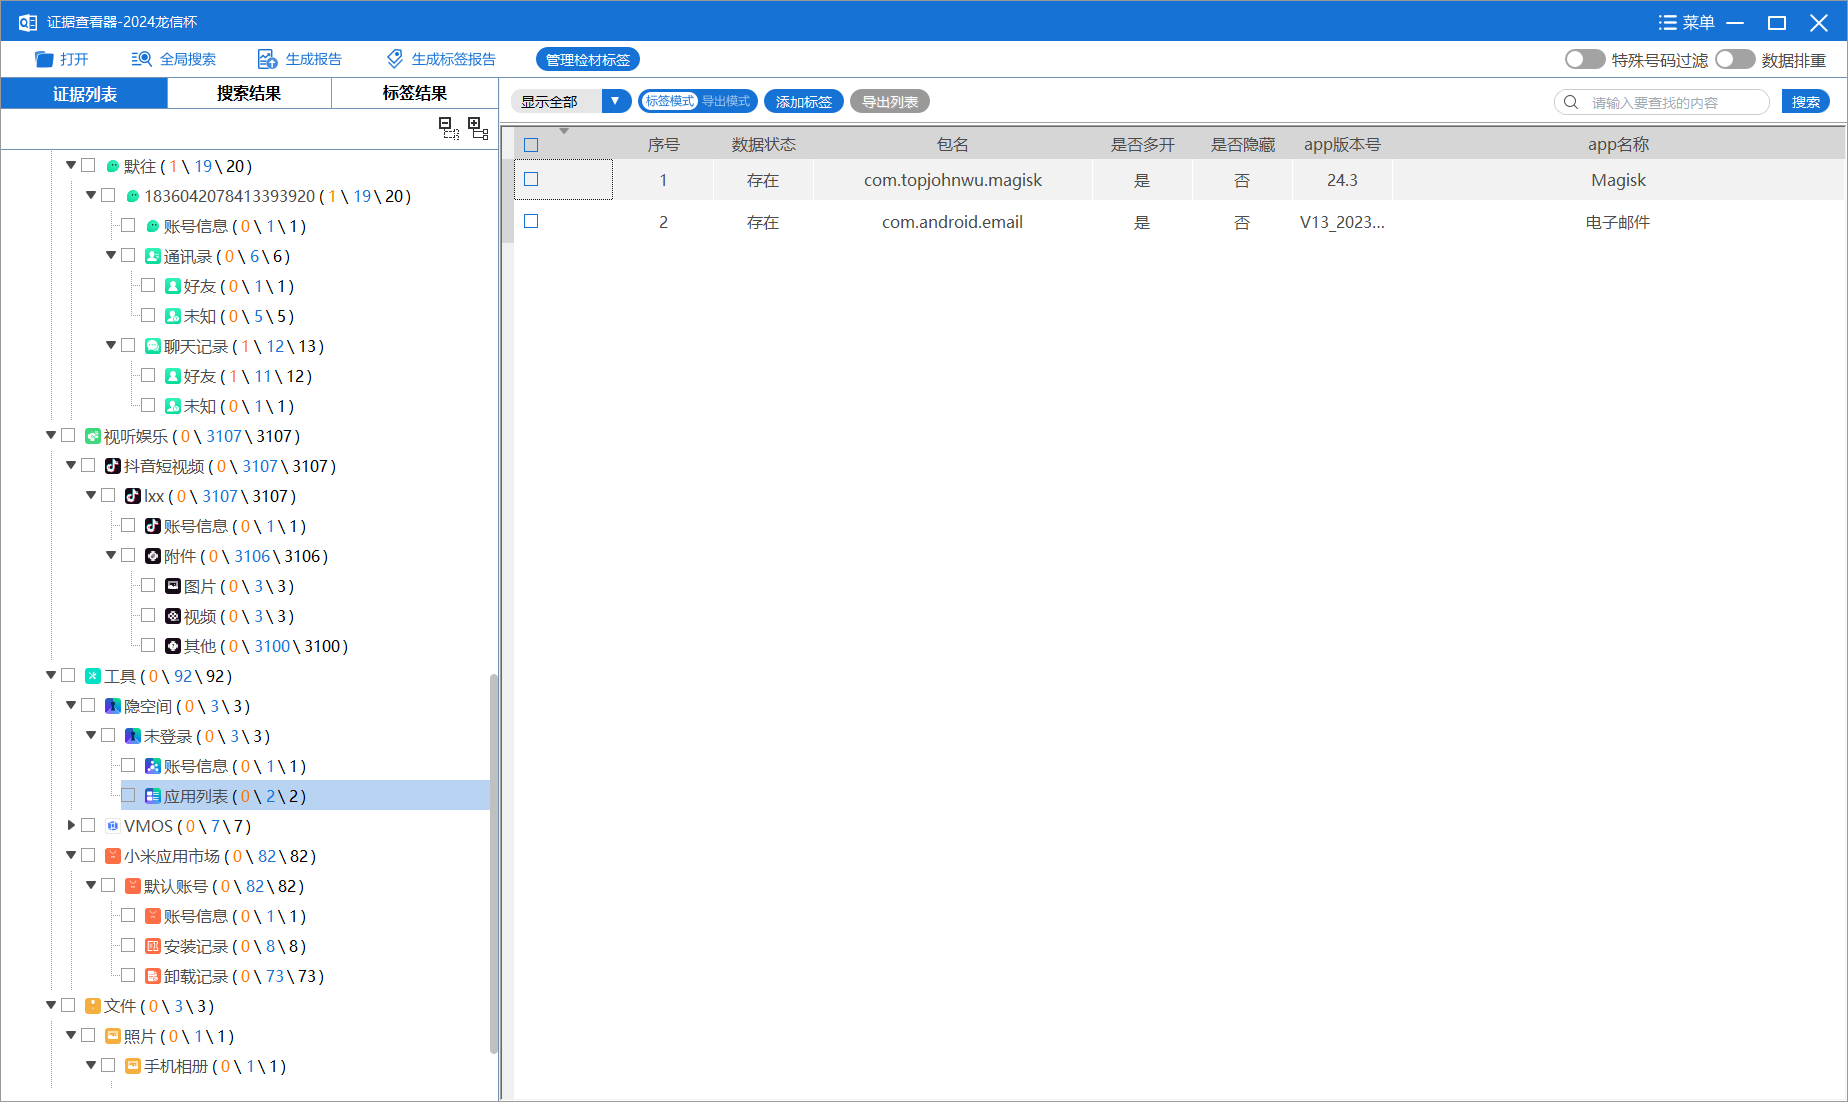 证据查看器-2024龙信杯
菜单
打开
全局搜索
生成报告
生成标签报告
管理检材标签
特殊号码过滤
数据排重
证据列表
搜索结果
标签结果
显示全部
标签模式
导出模式
添加标签
导出列表
请输入要查找的内容
搜索
默往 ( 1 \ 19 \ 20 )
1836042078413393920 ( 1 \ 19 \ 20 )
账号信息 ( 0 \ 1 \ 1 )
通讯录 ( 0 \ 6 \ 6 )
好友 ( 0 \ 1 \ 1 )
未知 ( 0 \ 5 \ 5 )
聊天记录 ( 1 \ 12 \ 13 )
好友 ( 1 \ 11 \ 12 )
未知 ( 0 \ 1 \ 1 )
视听娱乐 ( 0 \ 3107 \ 3107 )
抖音短视频 ( 0 \ 3107 \ 3107 )
lxx ( 0 \ 3107 \ 3107 )
账号信息 ( 0 \ 1 \ 1 )
附件 ( 0 \ 3106 \ 3106 )
图片 ( 0 \ 3 \ 3 )
视频 ( 0 \ 3 \ 3 )
其他 ( 0 \ 3100 \ 3100 )
工具 ( 0 \ 92 \ 92 )
隐空间 ( 0 \ 3 \ 3 )
未登录 ( 0 \ 3 \ 3 )
账号信息 ( 0 \ 1 \ 1 )
应用列表 ( 0 \ 2 \ 2 )
VMOS ( 0 \ 7 \ 7 )
小米应用市场 ( 0 \ 82 \ 82 )
默认账号 ( 0 \ 82 \ 82 )
账号信息 ( 0 \ 1 \ 1 )
安装记录 ( 0 \ 8 \ 8 )
卸载记录 ( 0 \ 73 \ 73 )
文件 ( 0 \ 3 \ 3 )
照片 ( 0 \ 1 \ 1 )
手机相册 ( 0 \ 1 \ 1 )
序号 数据状态 包名 是否多开 是否隐藏 app版本号 app名称
1 存在 com.topjohnwu.magisk 是 否 24.3 Magisk
2 存在 com.android.email 是 否 V13_2023... 电子邮件